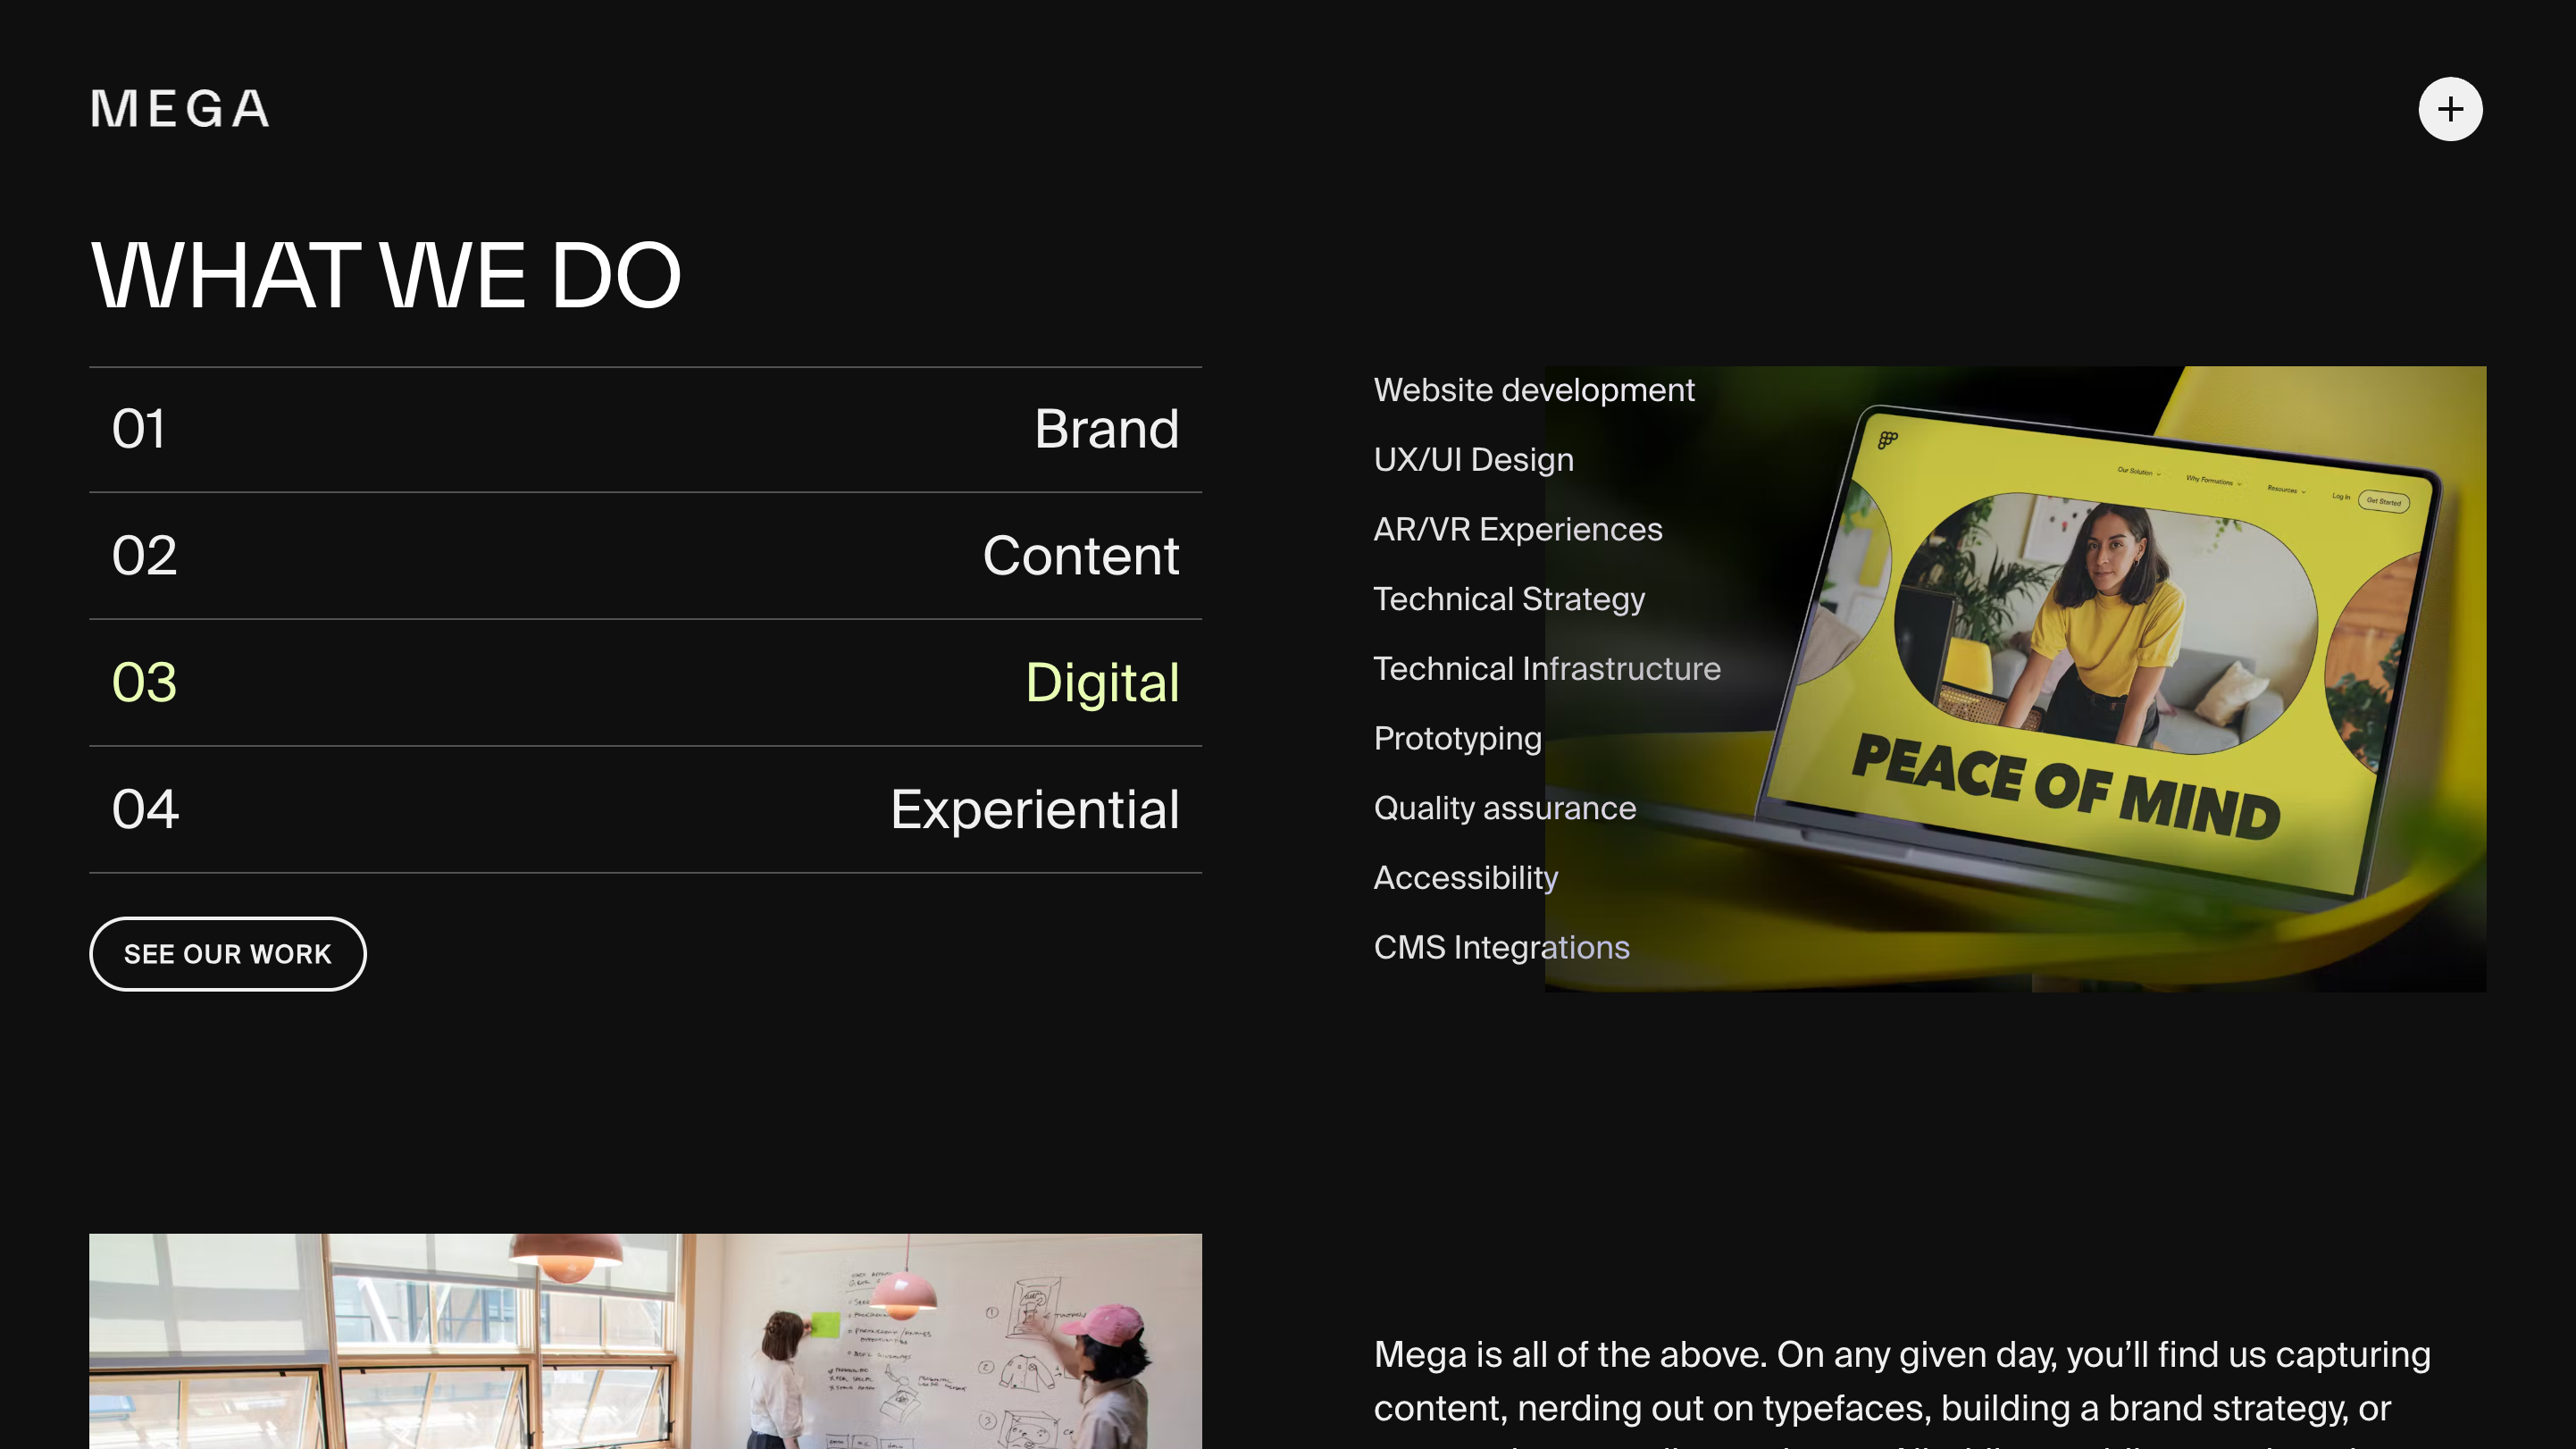 MEGA
WHAT WE DO
01 Brand
02 Content
03 Digital
04 Experiential
SEE OUR WORK
Website development
UX/UI Design
AR/VR Experiences
Technical Strategy
Technical Infrastructure
Prototyping
Quality assurance
Accessibility
CMS Integrations
Our Solution
Why Formations
Resources
Log In
Get Started
PEACE OF MIND
Mega is all of the above. On any given day, you’ll find us capturing
content, nerding out on typefaces, building a brand strategy, or